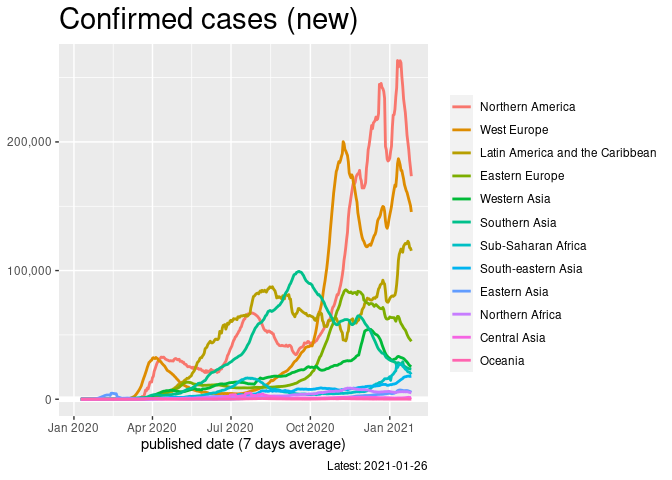 Confirmed cases (new)
200,000
100,000
0
Jan 2020
Apr 2020
Jul 2020
Oct 2020
Jan 2021
published date (7 days average)
Latest: 2021-01-26
Northern America
West Europe
Latin America and the Caribbean
Eastern Europe
Western Asia
Southern Asia
Sub-Saharan Africa
South-eastern Asia
Eastern Asia
Northern Africa
Central Asia
Oceania